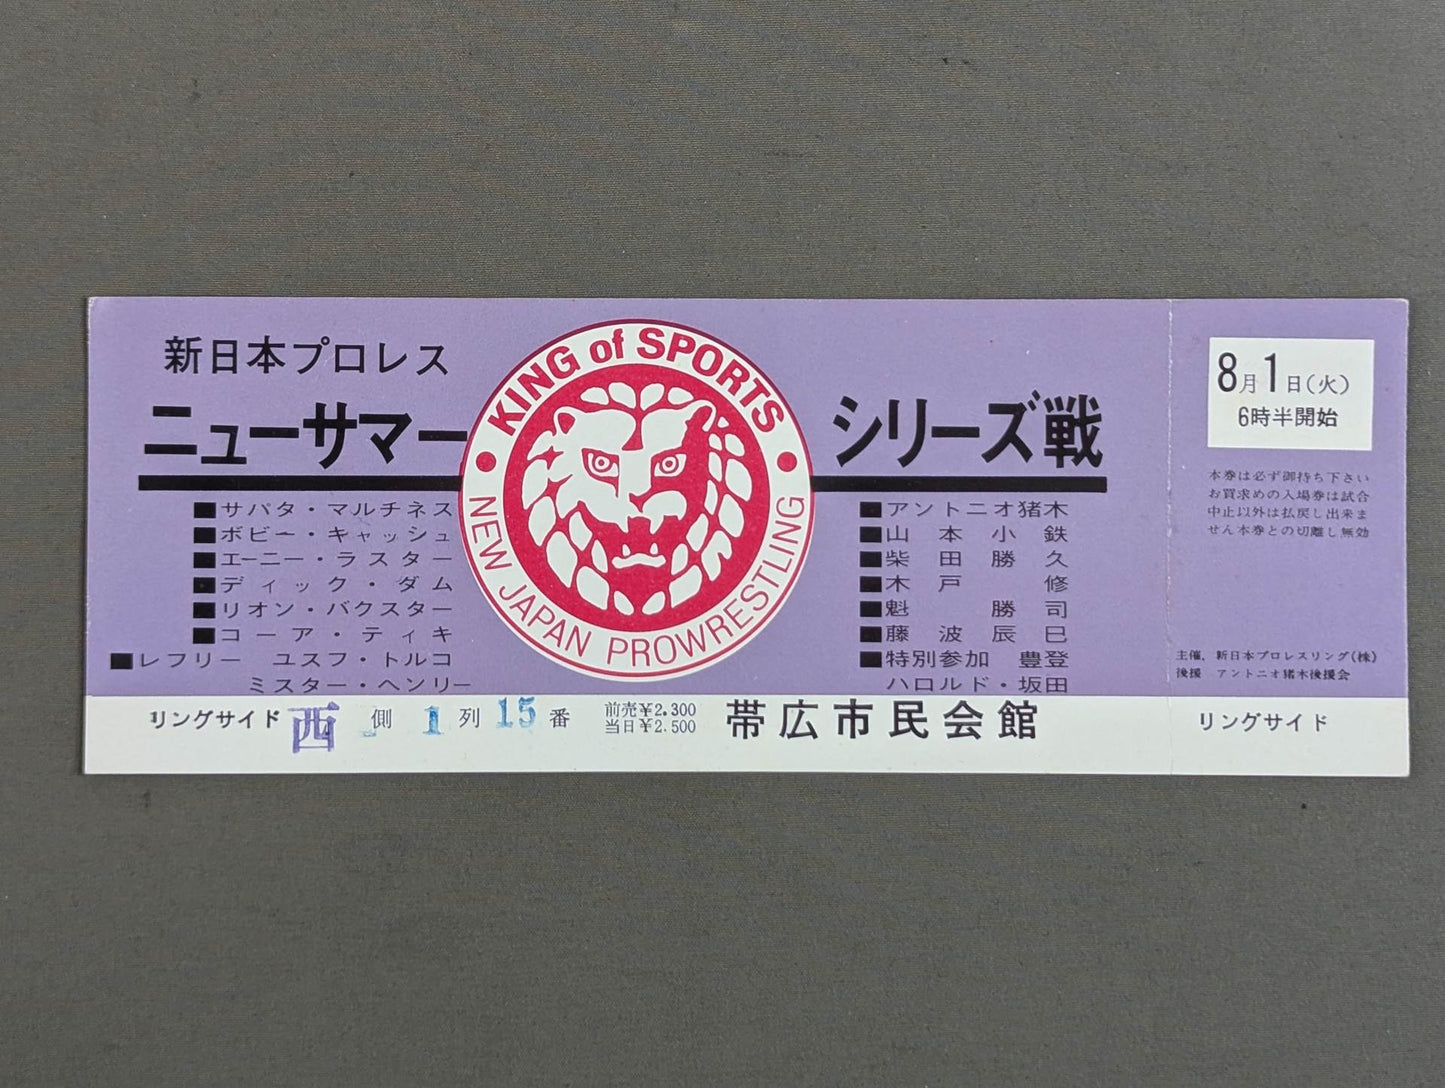 新日本プロレス
ニューサマー シリーズ戦
KING of SPORTS
NEW JAPAN PROWRESTLING
■サパタ・マルチネス
■ボビー・キャッシュ
■エーニー・ラスター
■ディック・ダム
■リオン・バクスター
■コーア・ティキ
■レフリー ユスフ・トルコ
ミスター・ヘンリー
■アントニオ猪木
■山本小鉄
■柴田勝久
■木戸修
■魁勝司
■藤波辰巳
■特別参加 豊登
ハロルド・坂田
リングサイド 西側 1列 15番
前売¥2.300
当日¥2.500
帯広市民会館
8月1日(火)
6時半開始
本券は必ず御持ち下さい
お買求めの入場券は試合
中止以外は払戻し出来ま
せん本券との切離し無効
主催、新日本プロレスリング(株)
後援 アントニオ猪木後援会
リングサイド